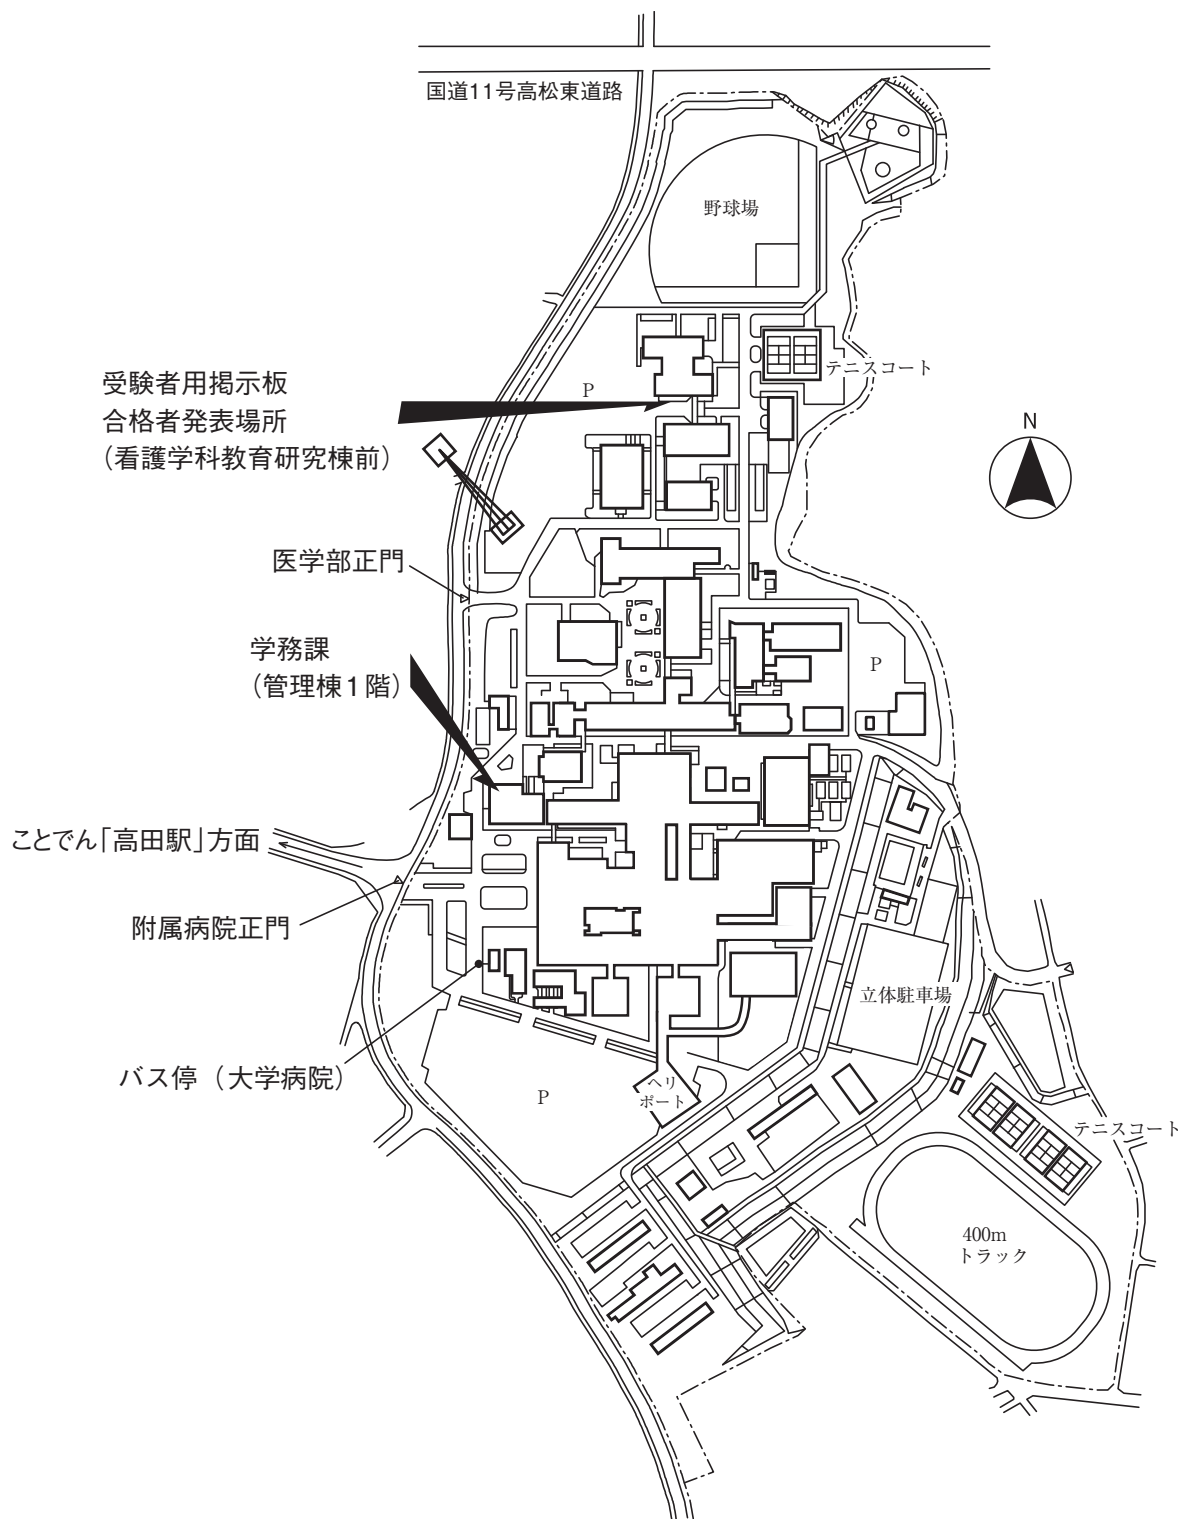 国道11号高松東道路
野球場
テニスコート
受験者用掲示板
合格者発表場所
（看護学科教育研究棟前）
P
N
医学部正門
学務課
（管理棟１階）
P
ことでん「高田駅」方面
附属病院正門
立体駐車場
バス停（大学病院）
P
ヘリ
ポート
テニスコート
400m
トラック